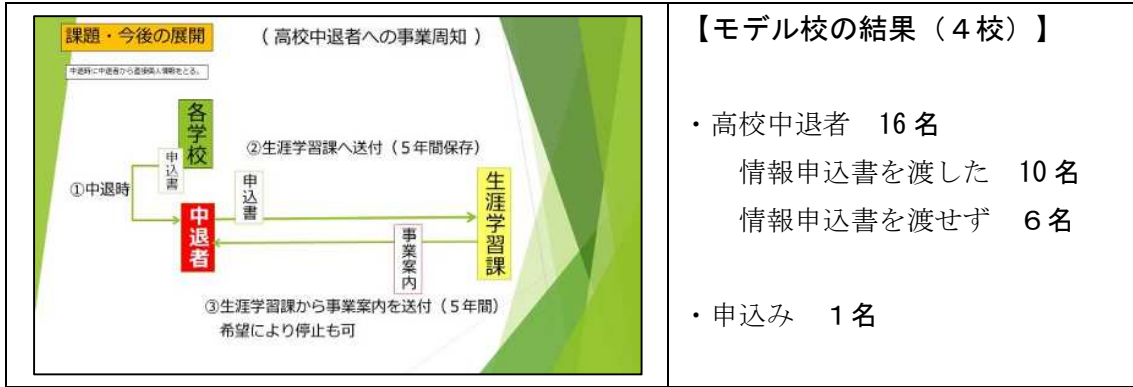 課題・今後の展開 （高校中退者への事業周知）
中退時に中退者から直接個人情報をとる。
各学校
申込書
①中退時
②生涯学習課へ送付（５年間保存）
申込書
中退者
生涯学習課
事業案内
③生涯学習課から事業案内を送付（５年間）
希望により停止も可
【モデル校の結果（４校）】
・高校中退者　16名
情報申込書を渡した　10名
情報申込書を渡せず　６名
・申込み　１名